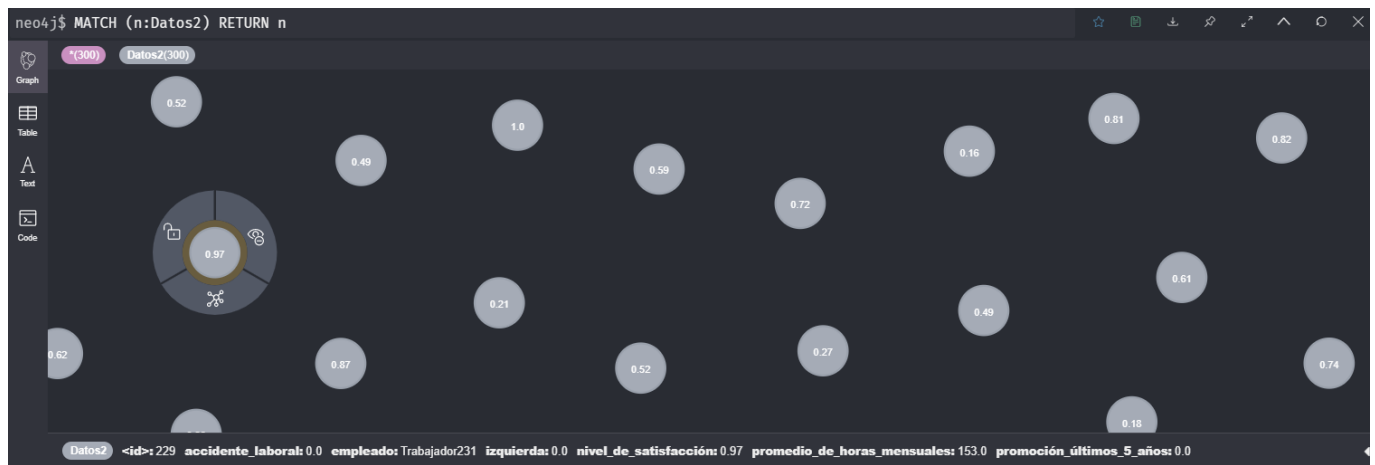 neo4j$ MATCH (n:Datos2) RETURN n
*(300) Datos2(300)
Graph
Table
Text
Code
0.52
0.49
1.0
0.59
0.72
0.16
0.81
0.82
0.97
0.21
0.49
0.61
0.62
0.87
0.52
0.27
0.74
0.18
Datos2 <id>: 229 accidente_laboral: 0.0 empleado: Trabajador231 izquierda: 0.0 nivel_de_satisfacción: 0.97 promedio_de_horas_mensuales: 153.0 promoción_últimos_5_años: 0.0